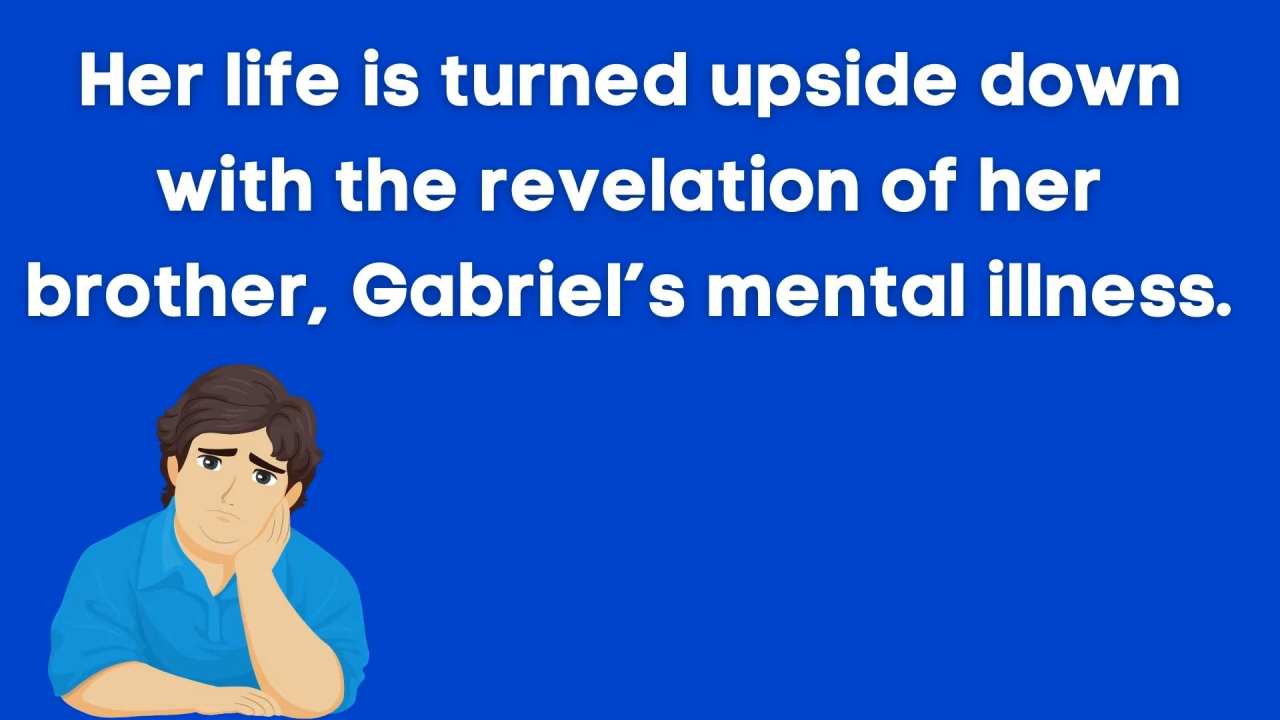 Her life is turned upside down
with the revelation of her
brother, Gabriel’s mental illness.